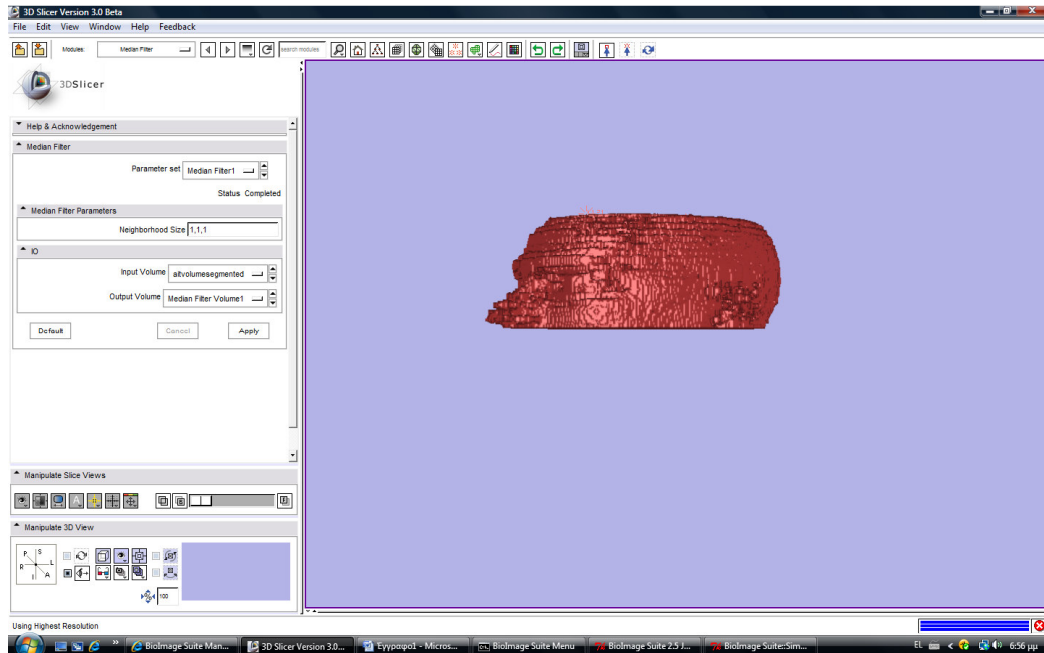 3D Slicer Version 3.0 Beta
File Edit View Window Help Feedback
Modules: Median Filter search modules
3DSlicer
Help & Acknowledgement
Median Filter
Parameter set Median Filter1
Status Completed
Median Filter Parameters
Neighborhood Size 1,1,1
IO
Input Volume aitvolumesegmented
Output Volume Median Filter Volume1
Default Cancel Apply
Manipulate Slice Views
Manipulate 3D View
P S
R L
I A
100
Using Highest Resolution
BioImage Suite Man... 3D Slicer Version 3.0... Έγγραφο1 - Micros... BioImage Suite Menu BioImage Suite 2.5 J... BioImage Suite::Sim... EL 6:56 μμ